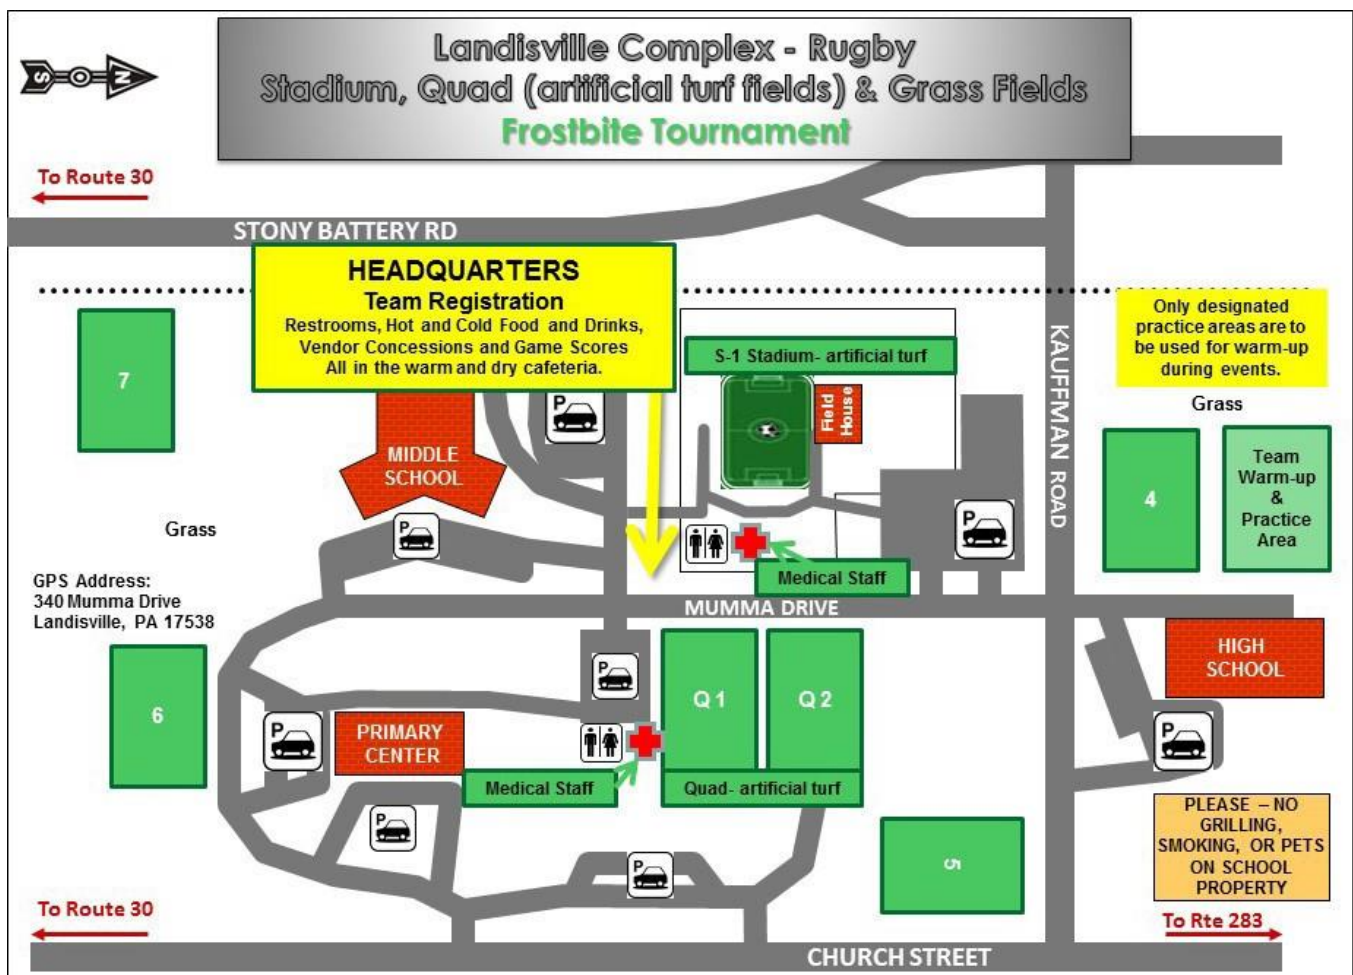 Landisville Complex - Rugby
Stadium, Quad (artificial turf fields) & Grass Fields
Frostbite Tournament
S O N
To Route 30
STONY BATTERY RD
HEADQUARTERS
Team Registration
Restrooms, Hot and Cold Food and Drinks,
Vendor Concessions and Game Scores
All in the warm and dry cafeteria.
Only designated
practice areas are to
be used for warm-up
during events.
S-1 Stadium- artificial turf
7
P
Field
House
KAUFMAN ROAD
Grass
MIDDLE
SCHOOL
4
Team
Warm-up
&
Practice
Area
P
P
Grass
Medical Staff
GPS Address:
340 Mumma Drive
Landisville, PA 17538
MUMMA DRIVE
HIGH
SCHOOL
P
Q 1
Q 2
6
P
PRIMARY
CENTER
P
Medical Staff
Quad- artificial turf
P
PLEASE – NO
GRILLING,
SMOKING, OR PETS
ON SCHOOL
PROPERTY
5
P
To Route 30
To Rte 283
CHURCH STREET